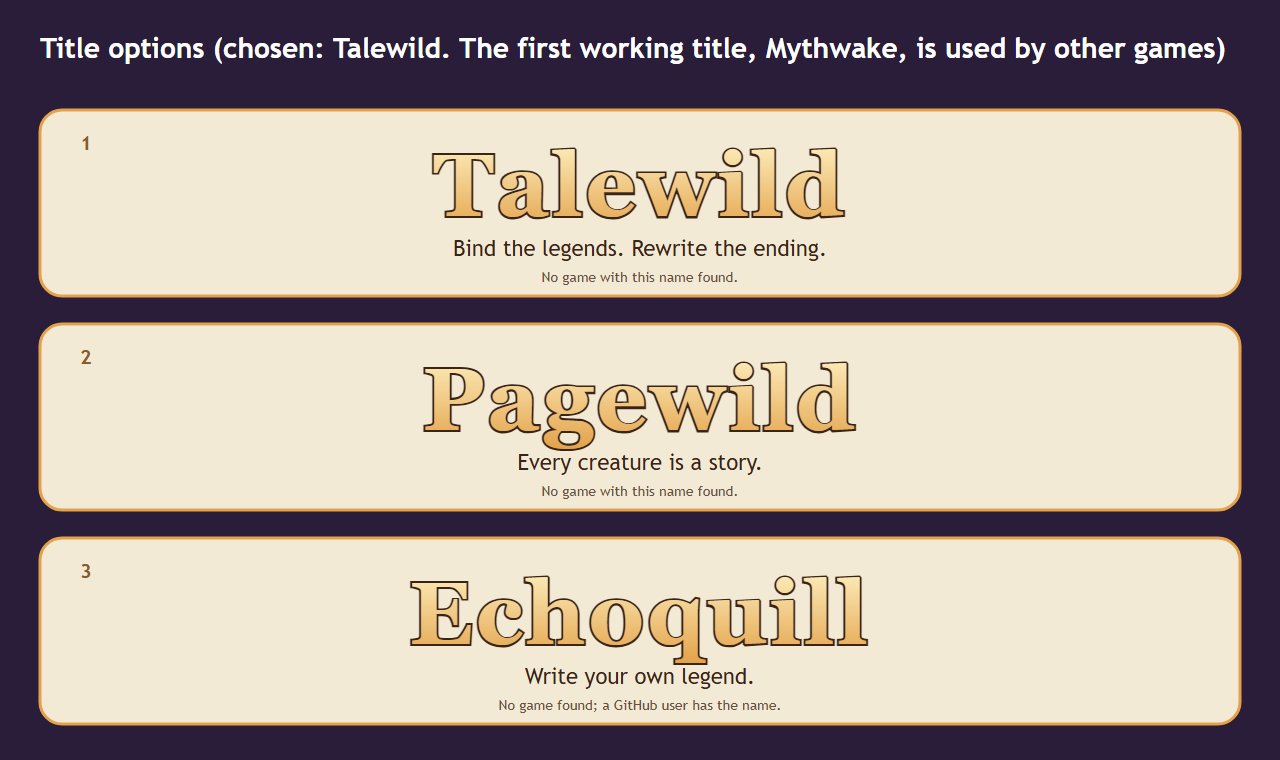 Title options (chosen: Talewild. The first working title, Mythwake, is used by other games)
1
Talewild
Bind the legends. Rewrite the ending.
No game with this name found.
2
Pagewild
Every creature is a story.
No game with this name found.
3
Echoquill
Write your own legend.
No game found; a GitHub user has the name.